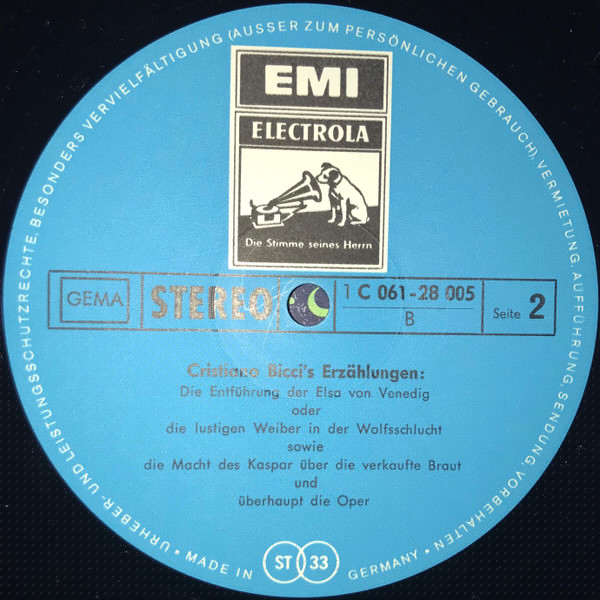 EMI
ELECTROLA
Die Stimme seines Herrn
GEMA
STEREO
1 C 061-28 005
B
Seite 2
Cristiano Bicci's Erzählungen:
Die Entführung der Elsa von Venedig
oder
die lustigen Weiber in der Wolfsschlucht
sowie
die Macht des Kaspar über die verkaufte Braut
und
überhaupt die Oper
URHEBER- UND LEISTUNGSSCHUTZRECHTE, BESONDERS VERVIELFÄLTIGUNG (AUSSER ZUM PERSÖNLICHEN GEBRAUCH), VERMIETUNG, AUFFÜHRUNG, SENDUNG, VORBEHALTEN •
• MADE IN GERMANY •
ST 33